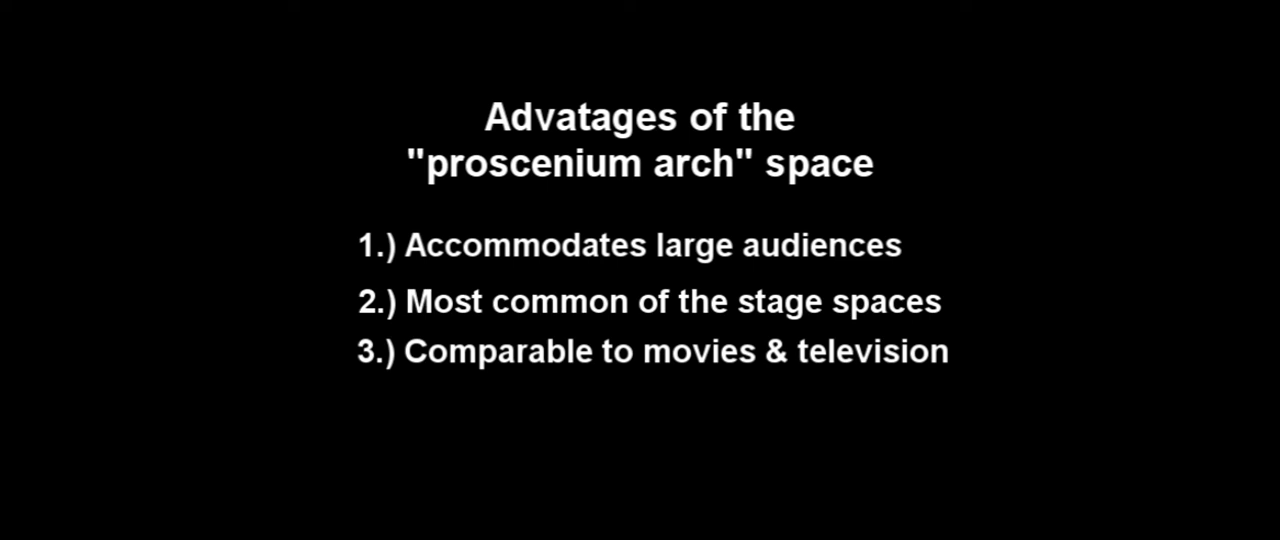 Advatages of the
"proscenium arch" space
1.) Accommodates large audiences
2.) Most common of the stage spaces
3.) Comparable to movies & television